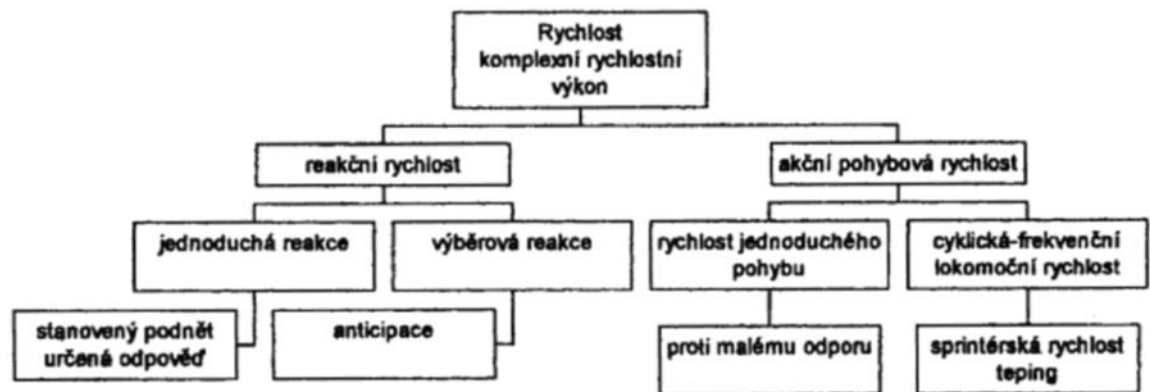 Rychlost
komplexní rychlostní
výkon
reakční rychlost
akční pohybová rychlost
jednoduchá reakce
výběrová reakce
rychlost jednoduchého
pohybu
cyklická-frekvenční
lokomoční rychlost
stanovený podnět
určená odpověď
anticipace
proti malému odporu
sprintérská rychlost
teping